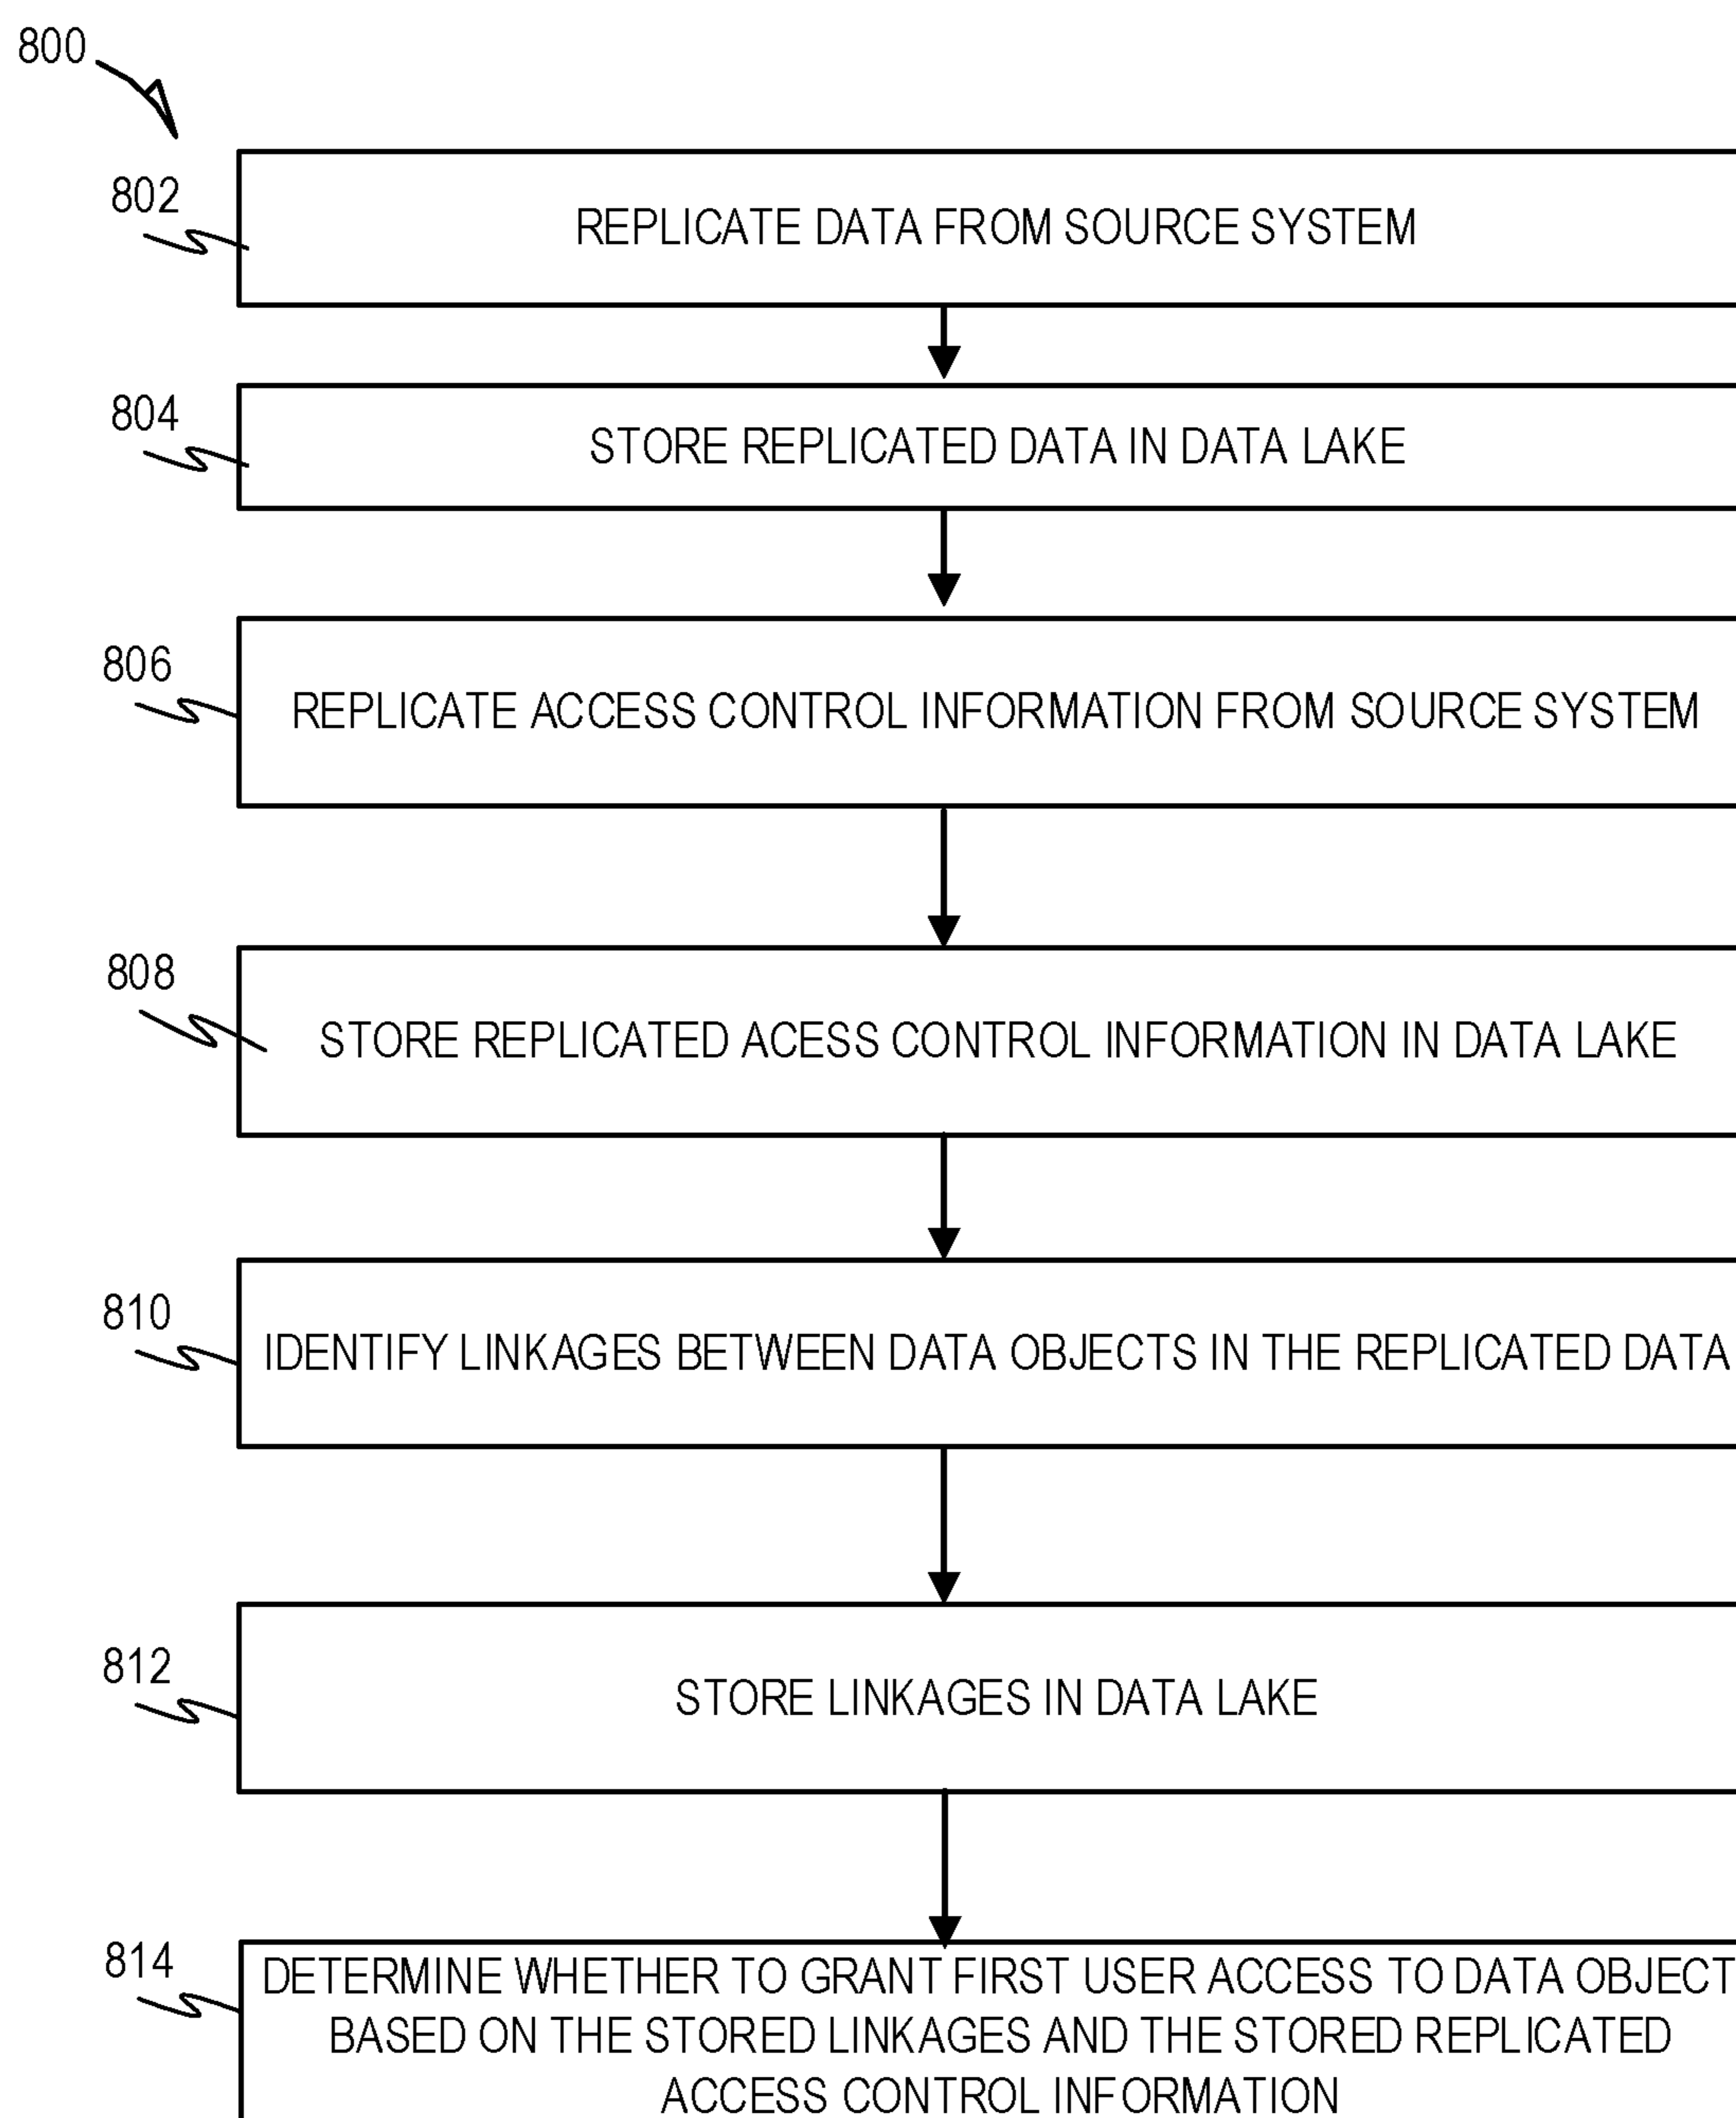 800
802
REPLICATE DATA FROM SOURCE SYSTEM
804
STORE REPLICATED DATA IN DATA LAKE
806
REPLICATE ACCESS CONTROL INFORMATION FROM SOURCE SYSTEM
808
STORE REPLICATED ACESS CONTROL INFORMATION IN DATA LAKE
810
IDENTIFY LINKAGES BETWEEN DATA OBJECTS IN THE REPLICATED DATA
812
STORE LINKAGES IN DATA LAKE
814
DETERMINE WHETHER TO GRANT FIRST USER ACCESS TO DATA OBJECT
BASED ON THE STORED LINKAGES AND THE STORED REPLICATED
ACCESS CONTROL INFORMATION